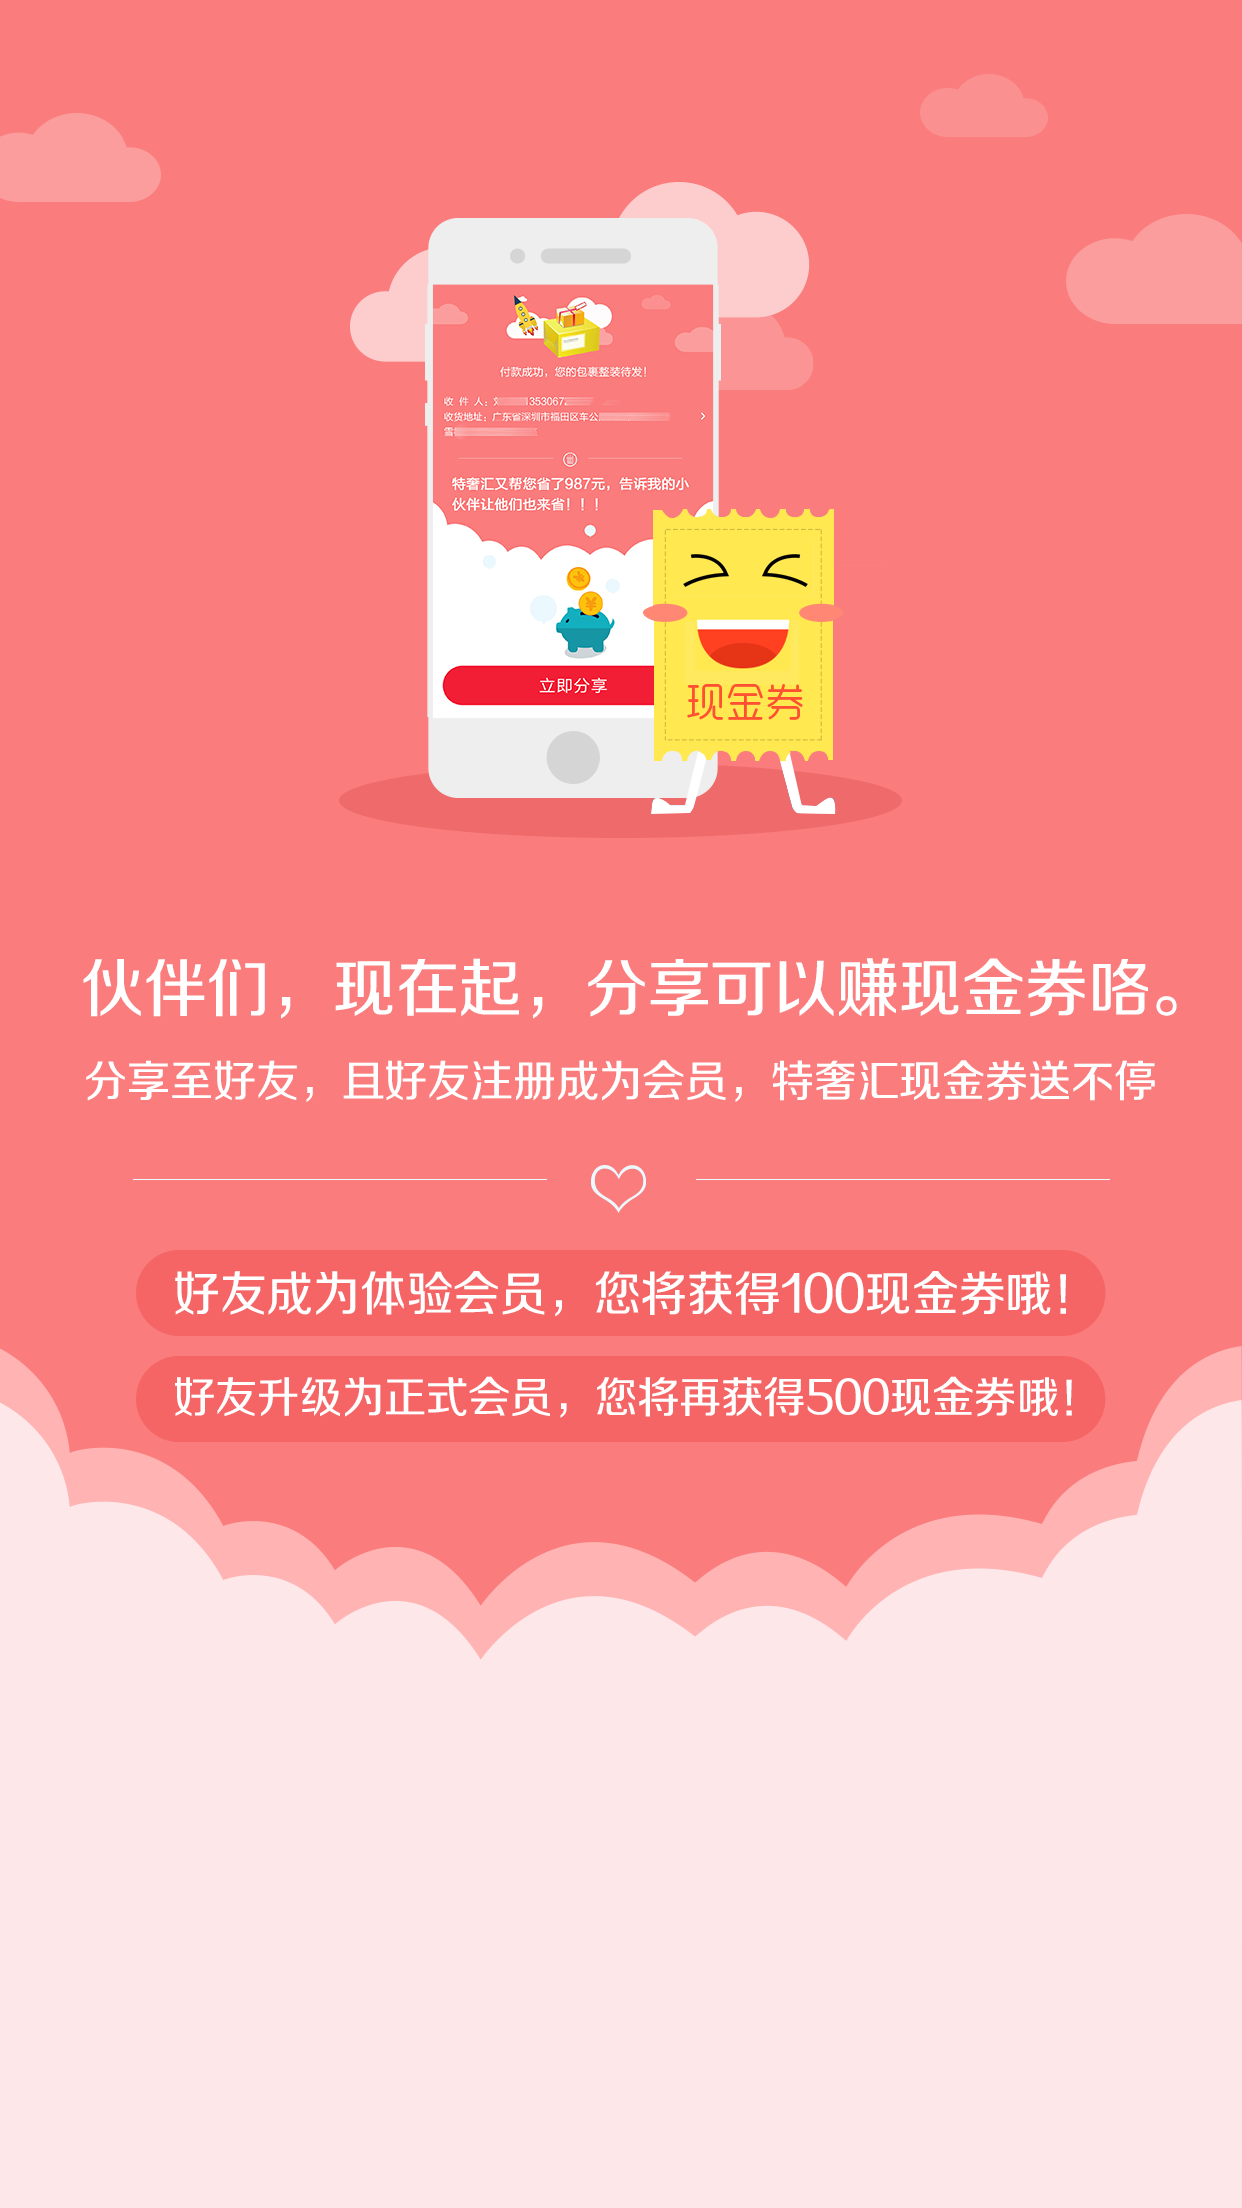 付款成功，您的包裹整装待发！
收 件 人：13530672
收货地址：广东省深圳市福田区车公
特奢汇又帮您省了987元，告诉我的小
伙伴让他们也来省！！！
立即分享
现金券
伙伴们，现在起，分享可以赚现金券咯。
分享至好友，且好友注册成为会员，特奢汇现金券送不停
好友成为体验会员，您将获得100现金券哦！
好友升级为正式会员，您将再获得500现金券哦！